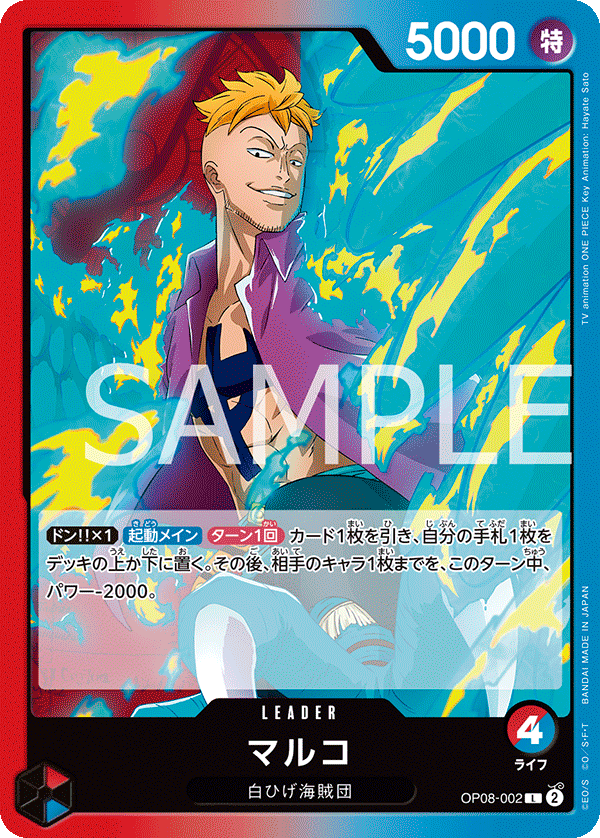 5000 特
TV animation ONE PIECE Key Animation: Hayate Sato
SAMPLE
ドン!!×1 起動メイン ターン1回 カード1枚を引き、自分の手札1枚を
デッキの上か下に置く。その後、相手のキャラ1枚までを、このターン中、
パワー-2000。
LEADER
マルコ
白ひげ海賊団
4
ライフ
OP08-002 L 2
©E.O/S ©O/S・F・T BANDAI MADE IN JAPAN